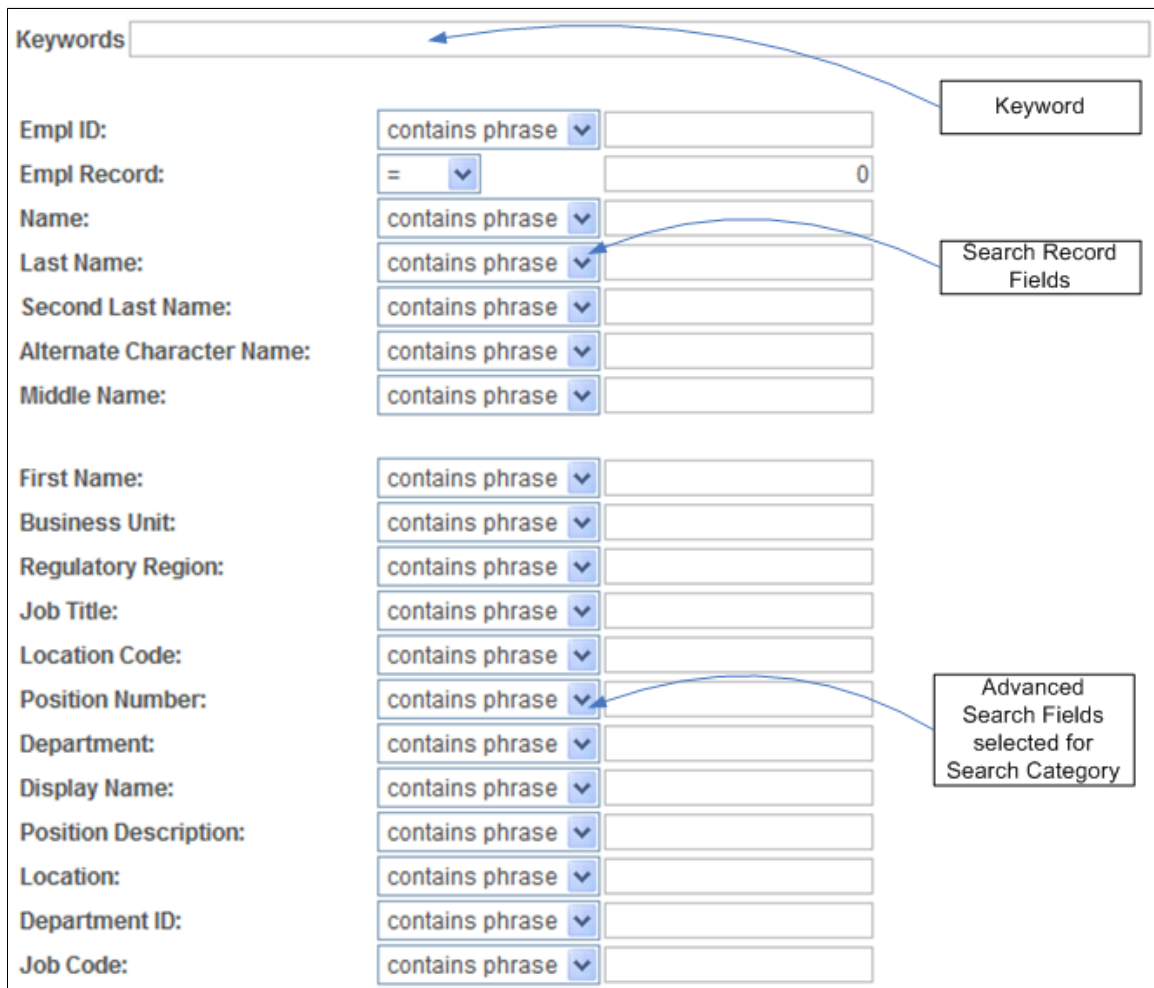 Keywords
Keyword
Empl ID: contains phrase
Empl Record: = 0
Name: contains phrase
Last Name: contains phrase
Search Record
Fields
Second Last Name: contains phrase
Alternate Character Name: contains phrase
Middle Name: contains phrase
First Name: contains phrase
Business Unit: contains phrase
Regulatory Region: contains phrase
Job Title: contains phrase
Location Code: contains phrase
Position Number: contains phrase
Advanced
Search Fields
selected for
Search Category
Department: contains phrase
Display Name: contains phrase
Position Description: contains phrase
Location: contains phrase
Department ID: contains phrase
Job Code: contains phrase